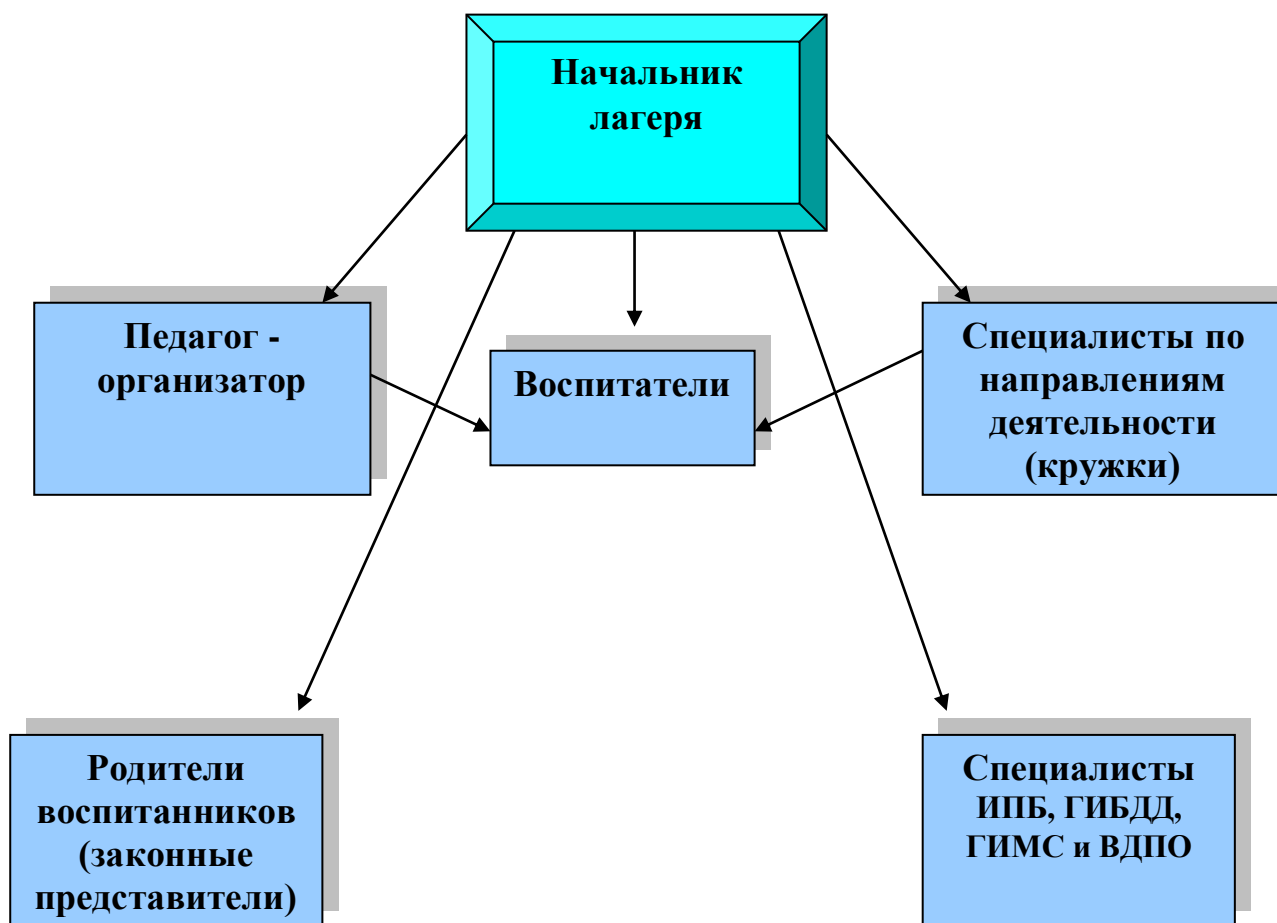 Начальник
лагеря
Педагог -
организатор
Воспитатели
Специалисты по
направлениям
деятельности
(кружки)
Родители
воспитанников
(законные
представители)
Специалисты
ИПБ, ГИБДД,
ГИМС и ВДПО